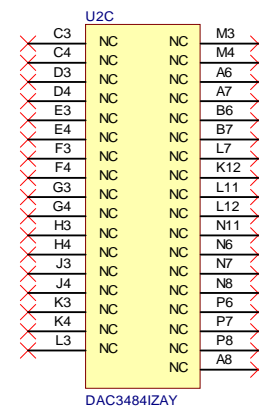 U2C
C3 NC NC M3
C4 NC NC M4
D3 NC NC A6
D4 NC NC A7
E3 NC NC B6
E4 NC NC B7
F3 NC NC L7
F4 NC NC K12
G3 NC NC L11
G4 NC NC L12
H3 NC NC N11
H4 NC NC N6
J3 NC NC N7
J4 NC NC N8
K3 NC NC P6
K4 NC NC P7
L3 NC NC P8
NC A8
DAC3484IZAY